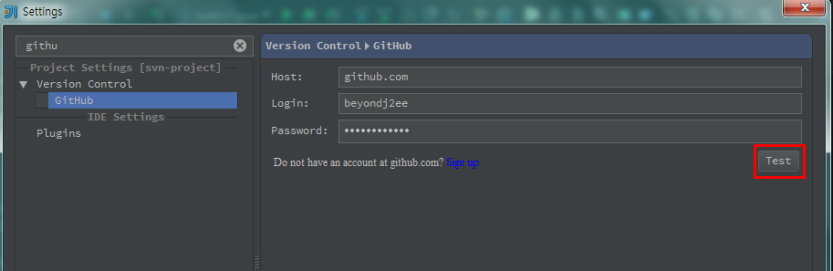 Settings
githu
Project Settings [svn-project]
Version Control
GitHub
IDE Settings
Plugins
Version Control ▸ GitHub
Host: github.com
Login: beyondj2ee
Password: ••••••••••••
Do not have an account at github.com? Sign up
Test